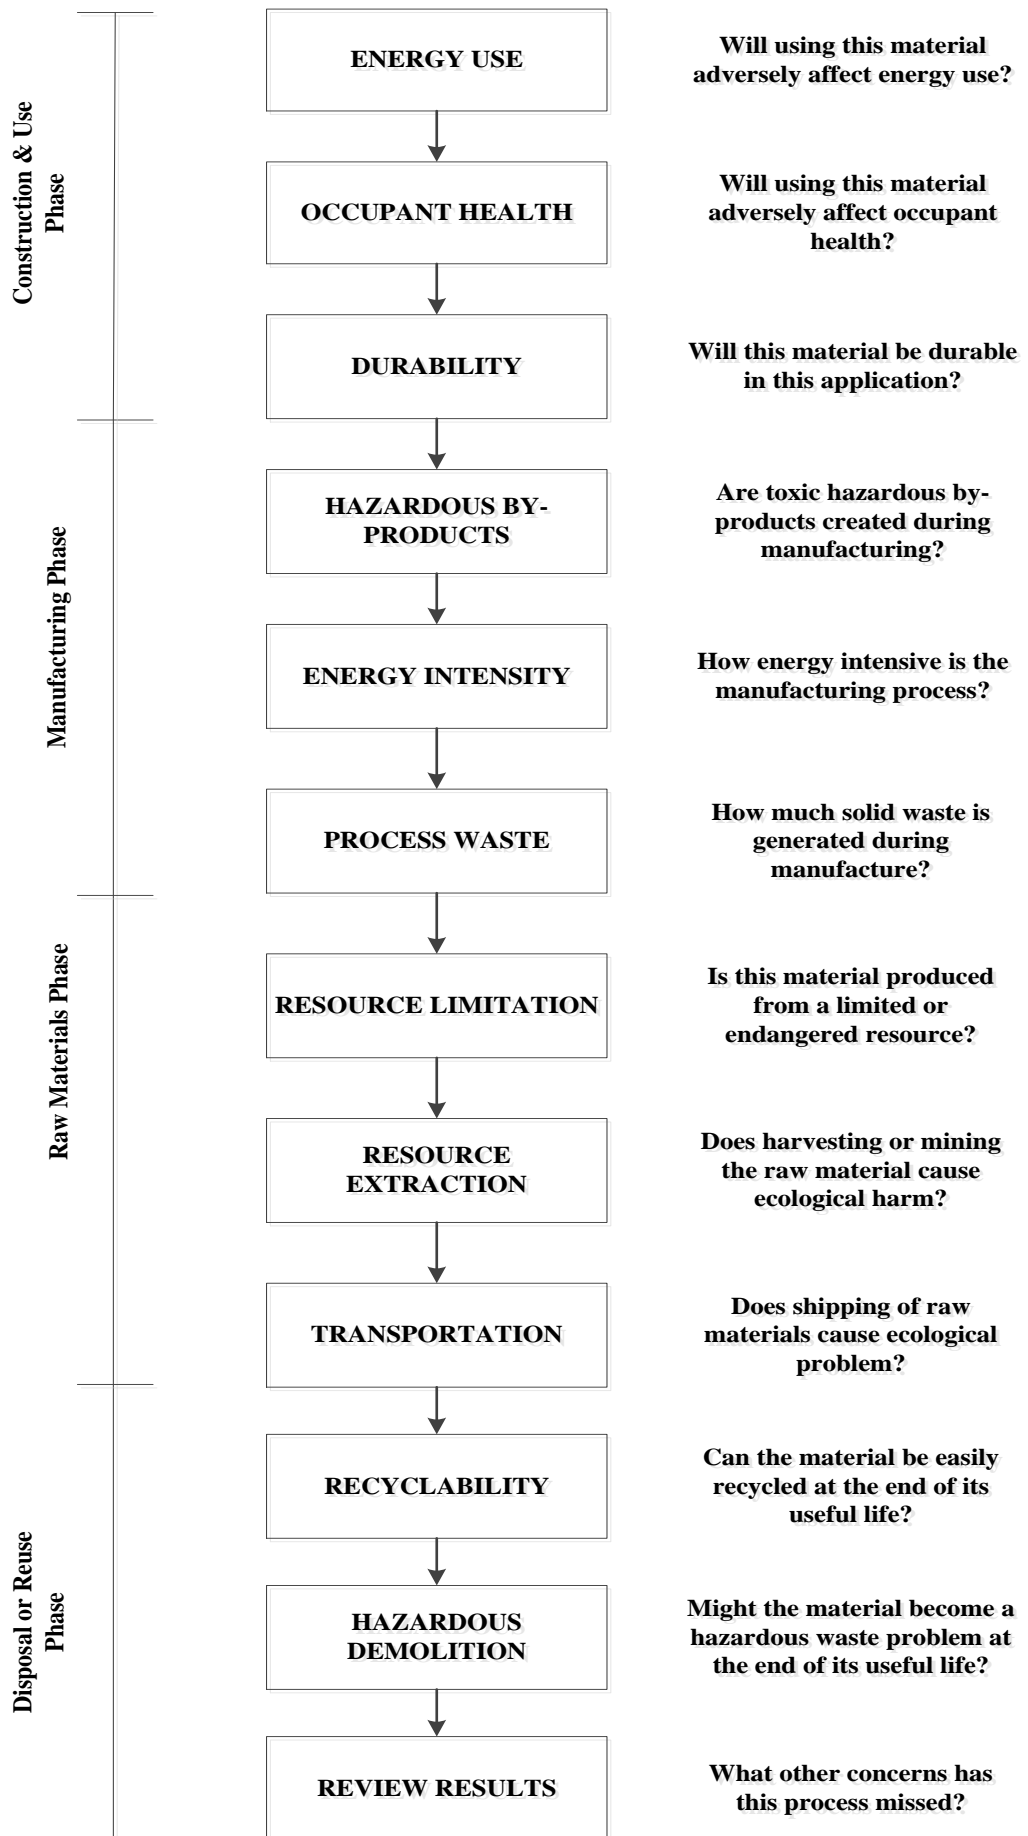 Construction & Use
Phase
ENERGY USE
Will using this material
adversely affect energy use?
OCCUPANT HEALTH
Will using this material
adversely affect occupant
health?
DURABILITY
Will this material be durable
in this application?
Manufacturing Phase
HAZARDOUS BY-
PRODUCTS
Are toxic hazardous by-
products created during
manufacturing?
ENERGY INTENSITY
How energy intensive is the
manufacturing process?
PROCESS WASTE
How much solid waste is
generated during
manufacture?
Raw Materials Phase
RESOURCE LIMITATION
Is this material produced
from a limited or
endangered resource?
RESOURCE
EXTRACTION
Does harvesting or mining
the raw material cause
ecological harm?
TRANSPORTATION
Does shipping of raw
materials cause ecological
problem?
Disposal or Reuse
Phase
RECYCLABILITY
Can the material be easily
recycled at the end of its
useful life?
HAZARDOUS
DEMOLITION
Might the material become a
hazardous waste problem at
the end of its useful life?
REVIEW RESULTS
What other concerns has
this process missed?